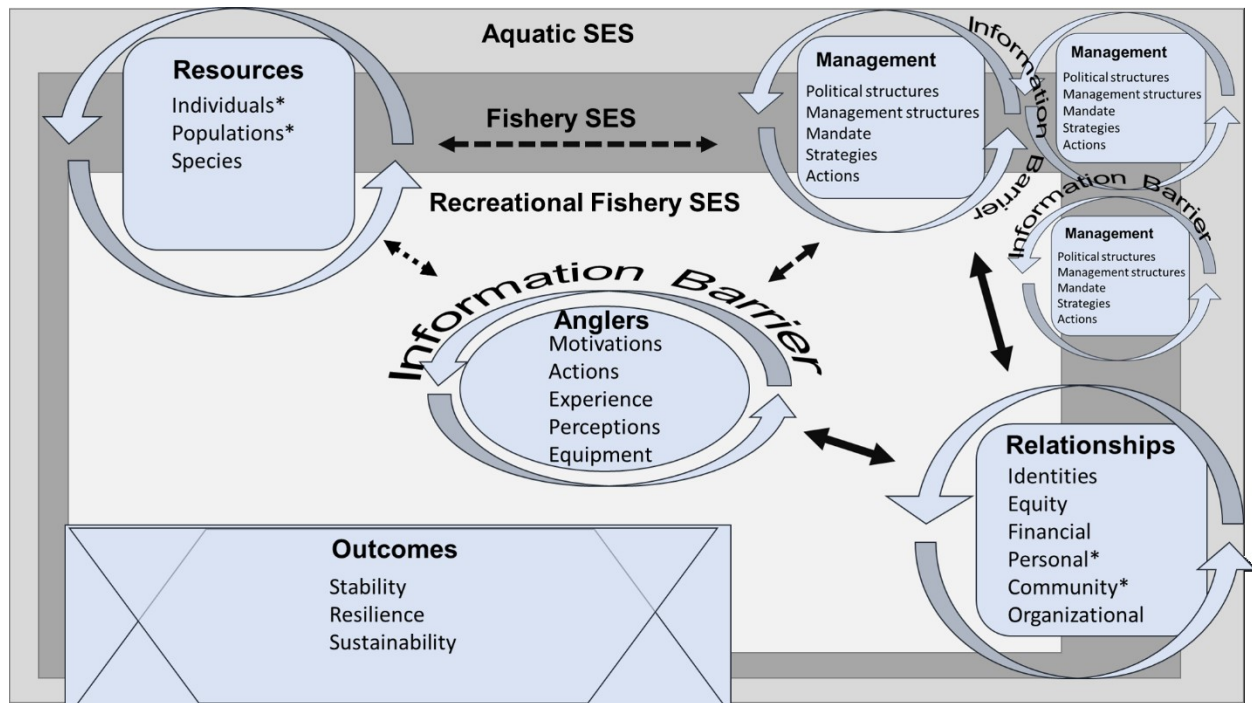 Aquatic SES
Resources
Individuals*
Populations*
Species
Fishery SES
Recreational Fishery SES
Management
Political structures
Management structures
Mandate
Strategies
Actions
Information Barrier
Management
Political structures
Management structures
Mandate
Strategies
Actions
Information Barrier
Management
Political structures
Management structures
Mandate
Strategies
Actions
Information Barrier
Anglers
Motivations
Actions
Experience
Perceptions
Equipment
Relationships
Identities
Equity
Financial
Personal*
Community*
Organizational
Outcomes
Stability
Resilience
Sustainability